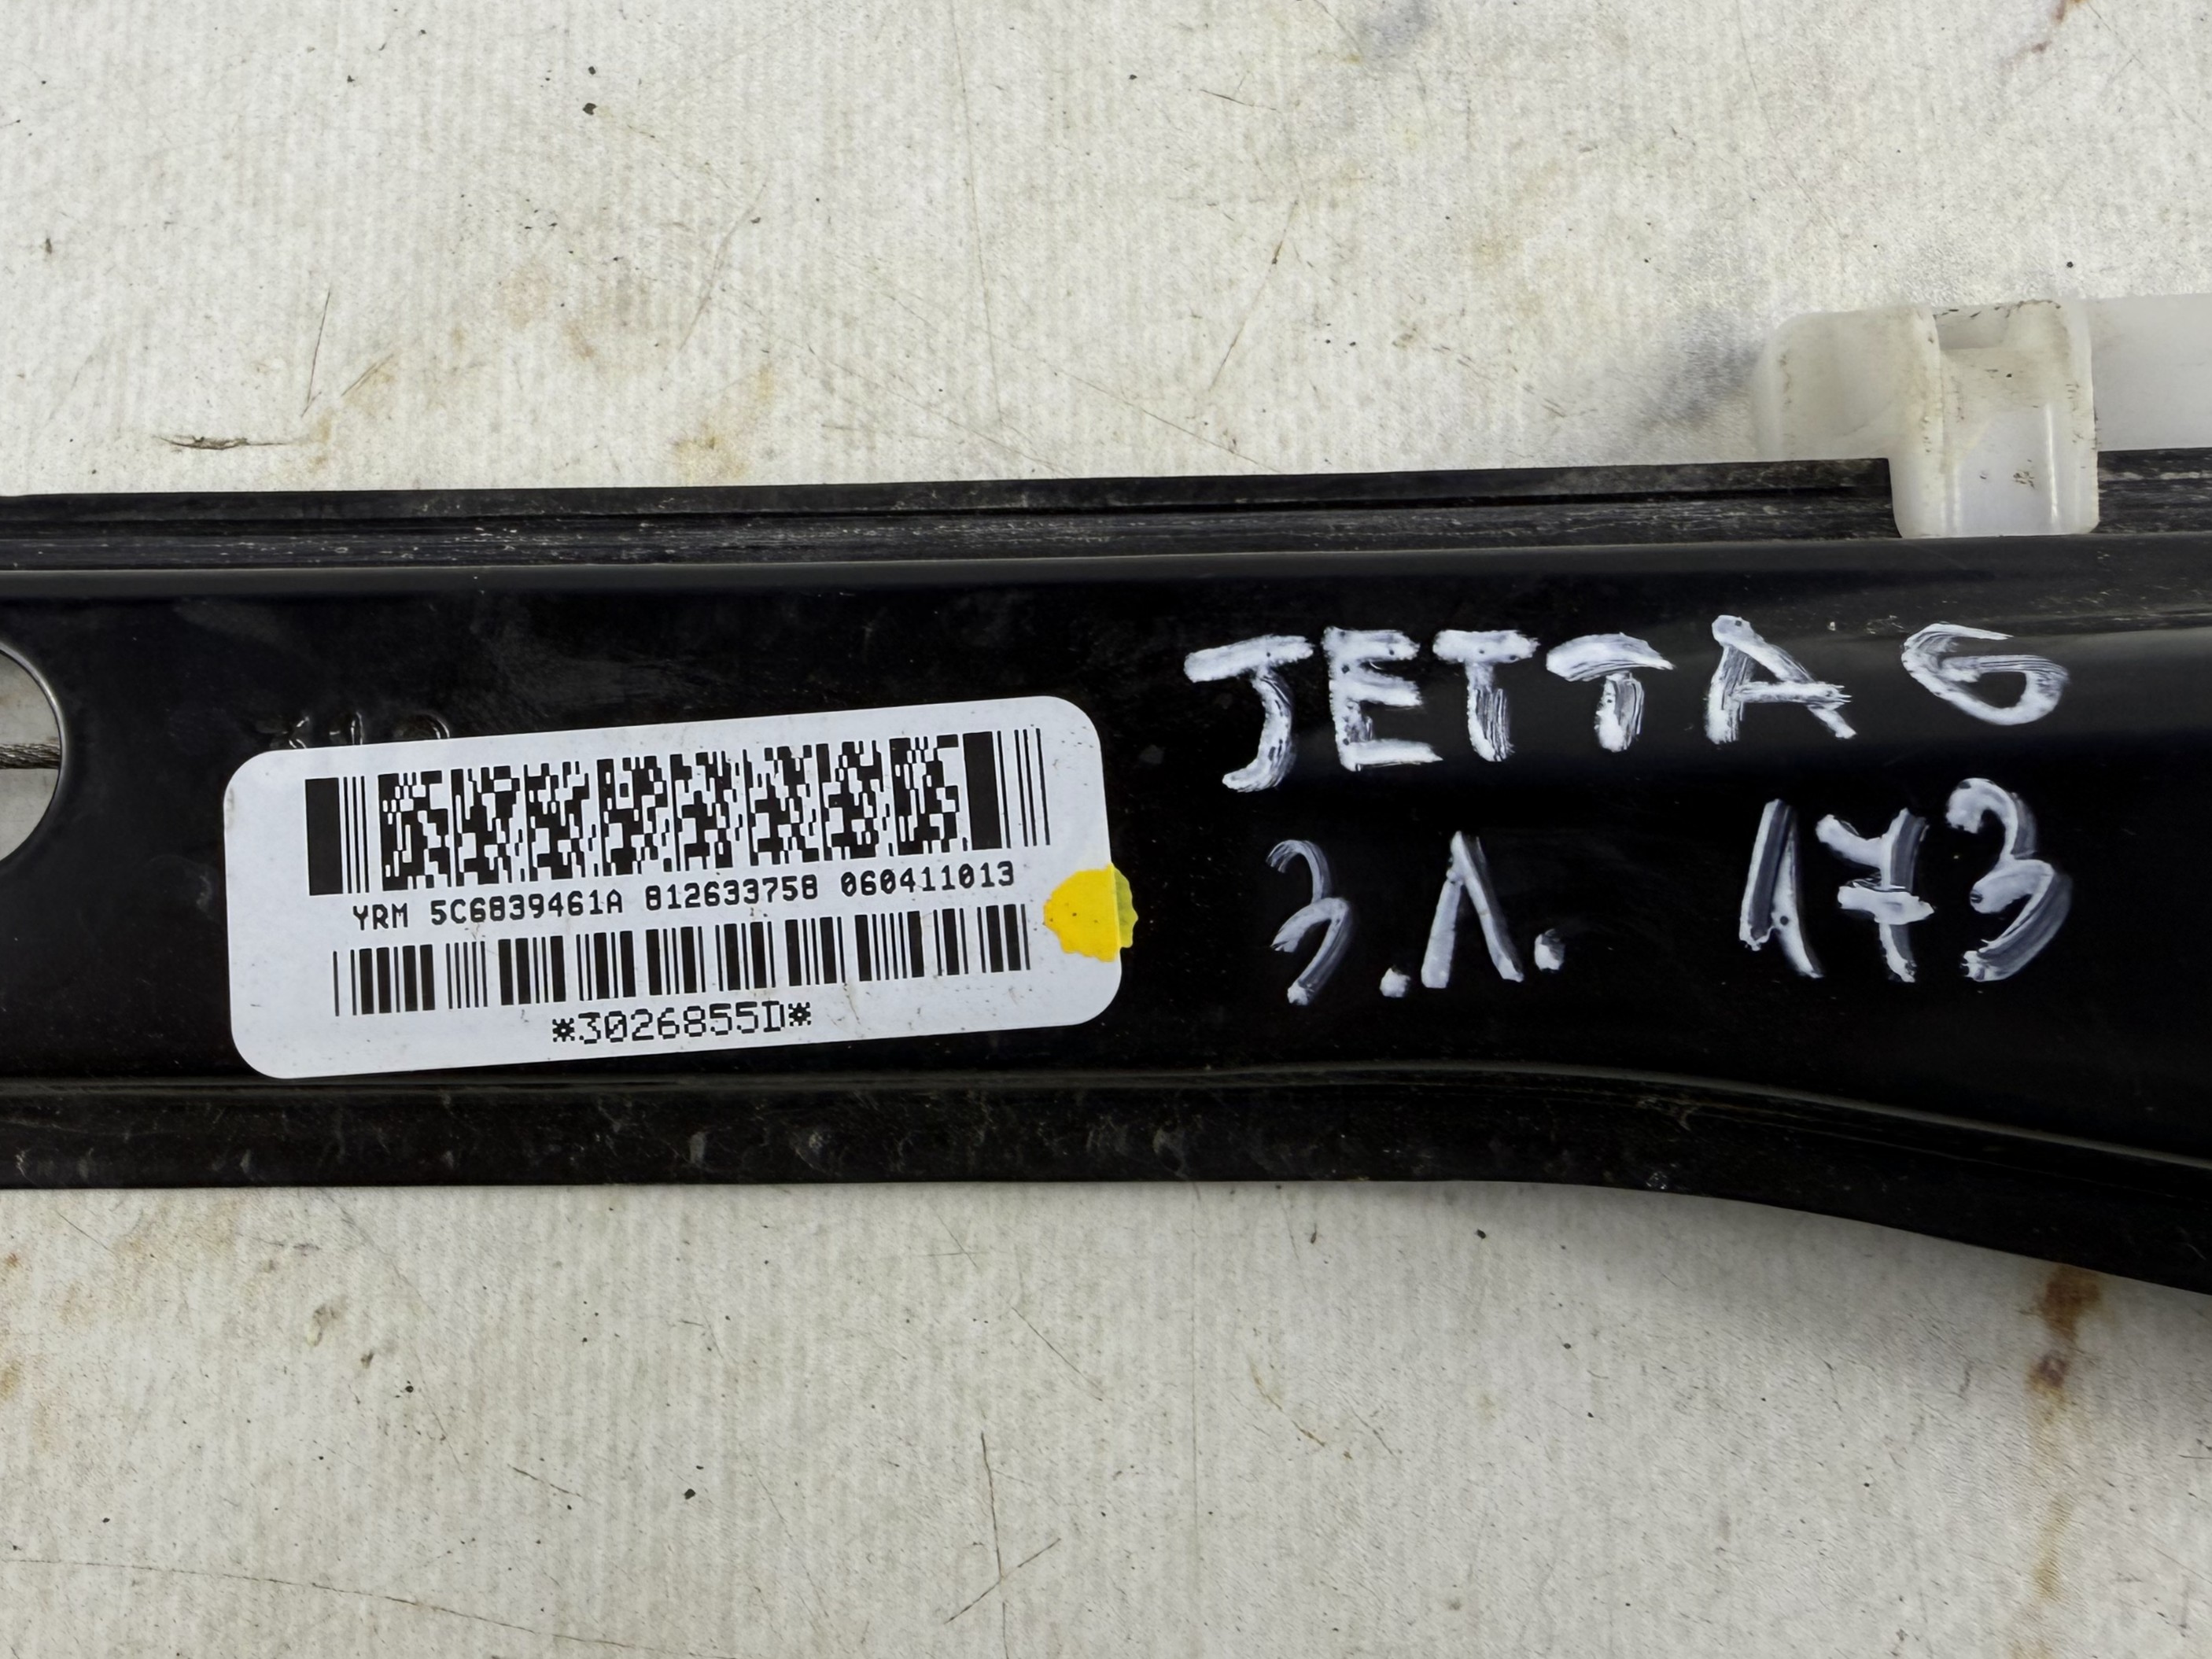 YRM 5C6839461A 812633758 060411013
*3026855D*
JETTA 6
З.Л. 173